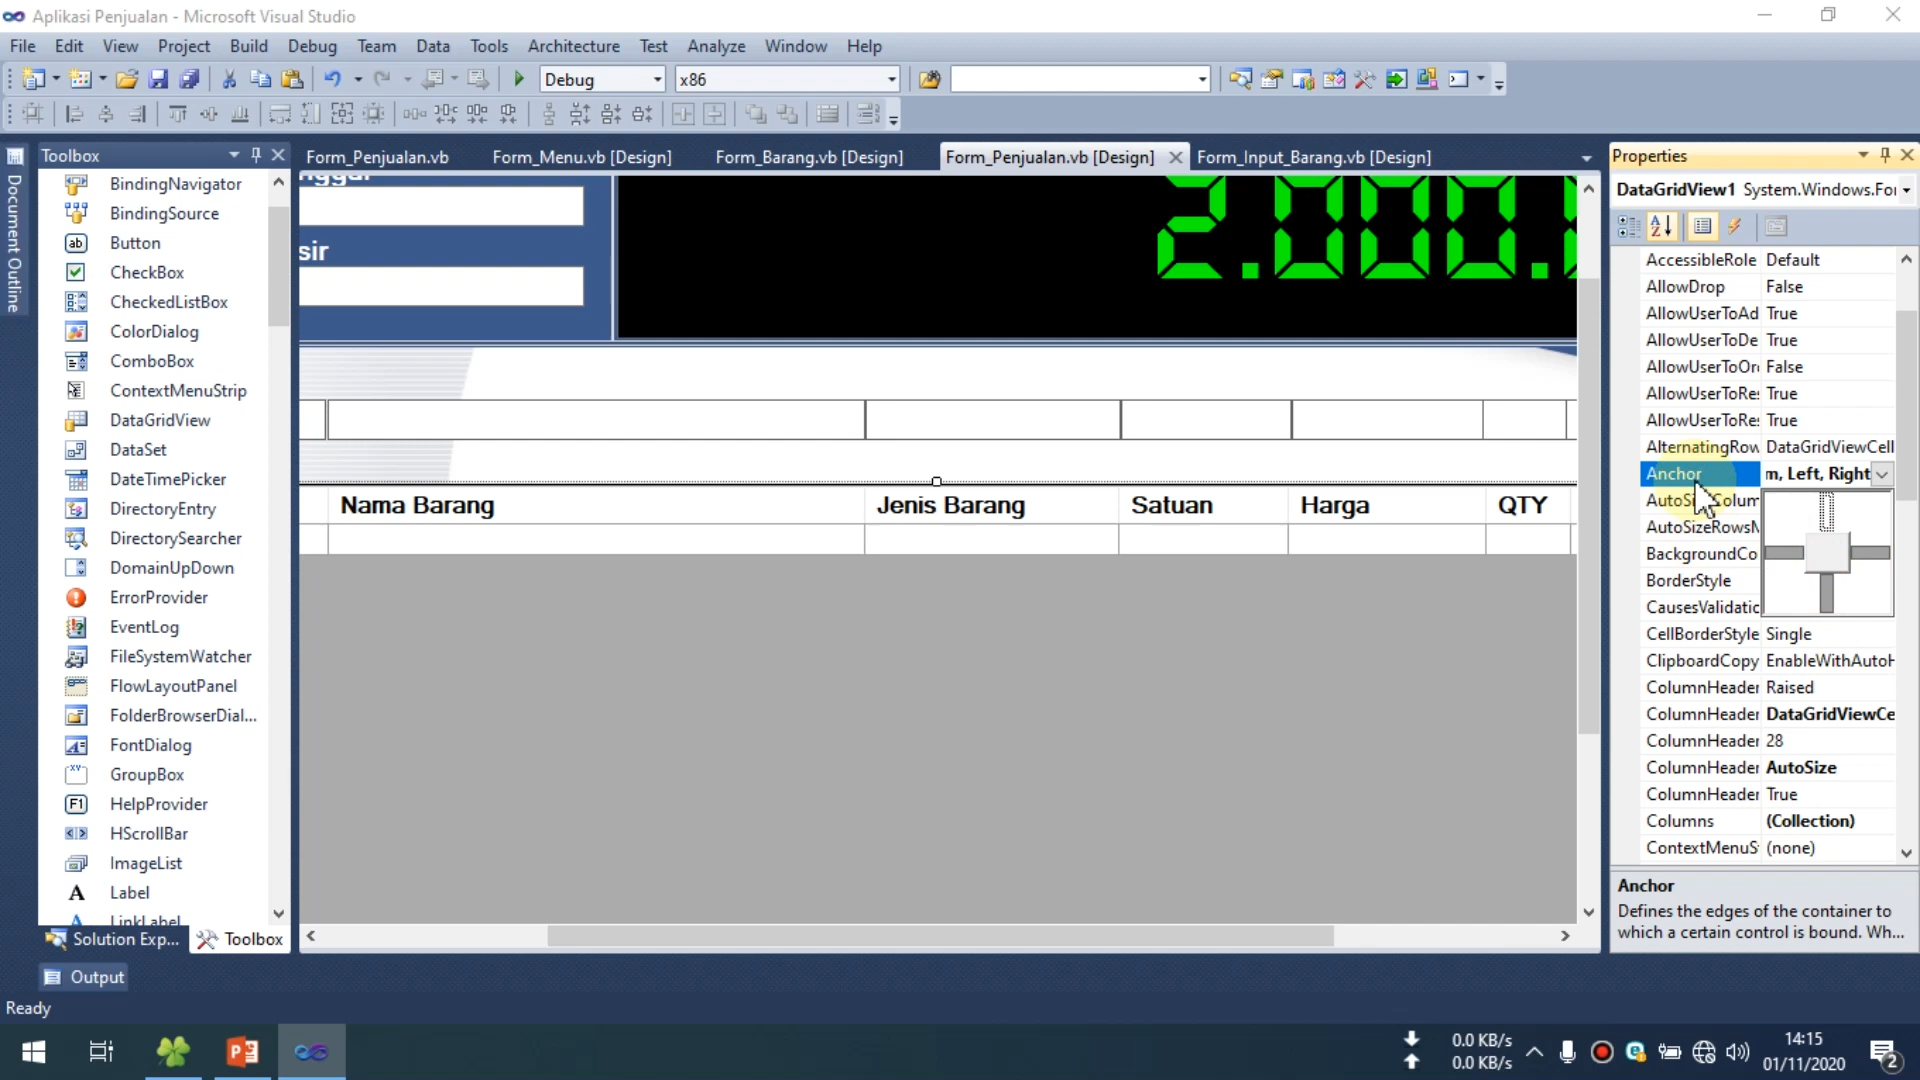 Aplikasi Penjualan - Microsoft Visual Studio
File Edit View Project Build Debug Team Data Tools Architecture Test Analyze Window Help
Debug x86
Document Outline
Toolbox
BindingNavigator
BindingSource
Button
CheckBox
CheckedListBox
ColorDialog
ComboBox
ContextMenuStrip
DataGridView
DataSet
DateTimePicker
DirectoryEntry
DirectorySearcher
DomainUpDown
ErrorProvider
EventLog
FileSystemWatcher
FlowLayoutPanel
FolderBrowserDial...
FontDialog
GroupBox
HelpProvider
HScrollBar
ImageList
Label
LinkLabel
Solution Exp... Toolbox
Output
Ready
Form_Penjualan.vb Form_Menu.vb [Design] Form_Barang.vb [Design] Form_Penjualan.vb [Design] Form_Input_Barang.vb [Design]
sir
2.000.
Nama Barang Jenis Barang Satuan Harga QTY
Properties
DataGridView1 System.Windows.For
AccessibleRole Default
AllowDrop False
AllowUserToAd True
AllowUserToDe True
AllowUserToOr False
AllowUserToRe True
AllowUserToRe True
AlternatingRow DataGridViewCell
Anchor m, Left, Right
AutoSizeColum
AutoSizeRowsM
BackgroundCo
BorderStyle
CausesValidatic
CellBorderStyle Single
ClipboardCopy EnableWithAutoH
ColumnHeader Raised
ColumnHeader DataGridViewCe
ColumnHeader 28
ColumnHeader AutoSize
ColumnHeader True
Columns (Collection)
ContextMenuS (none)
Anchor
Defines the edges of the container to
which a certain control is bound. Wh...
0.0 KB/s
0.0 KB/s
14:15
01/11/2020
2